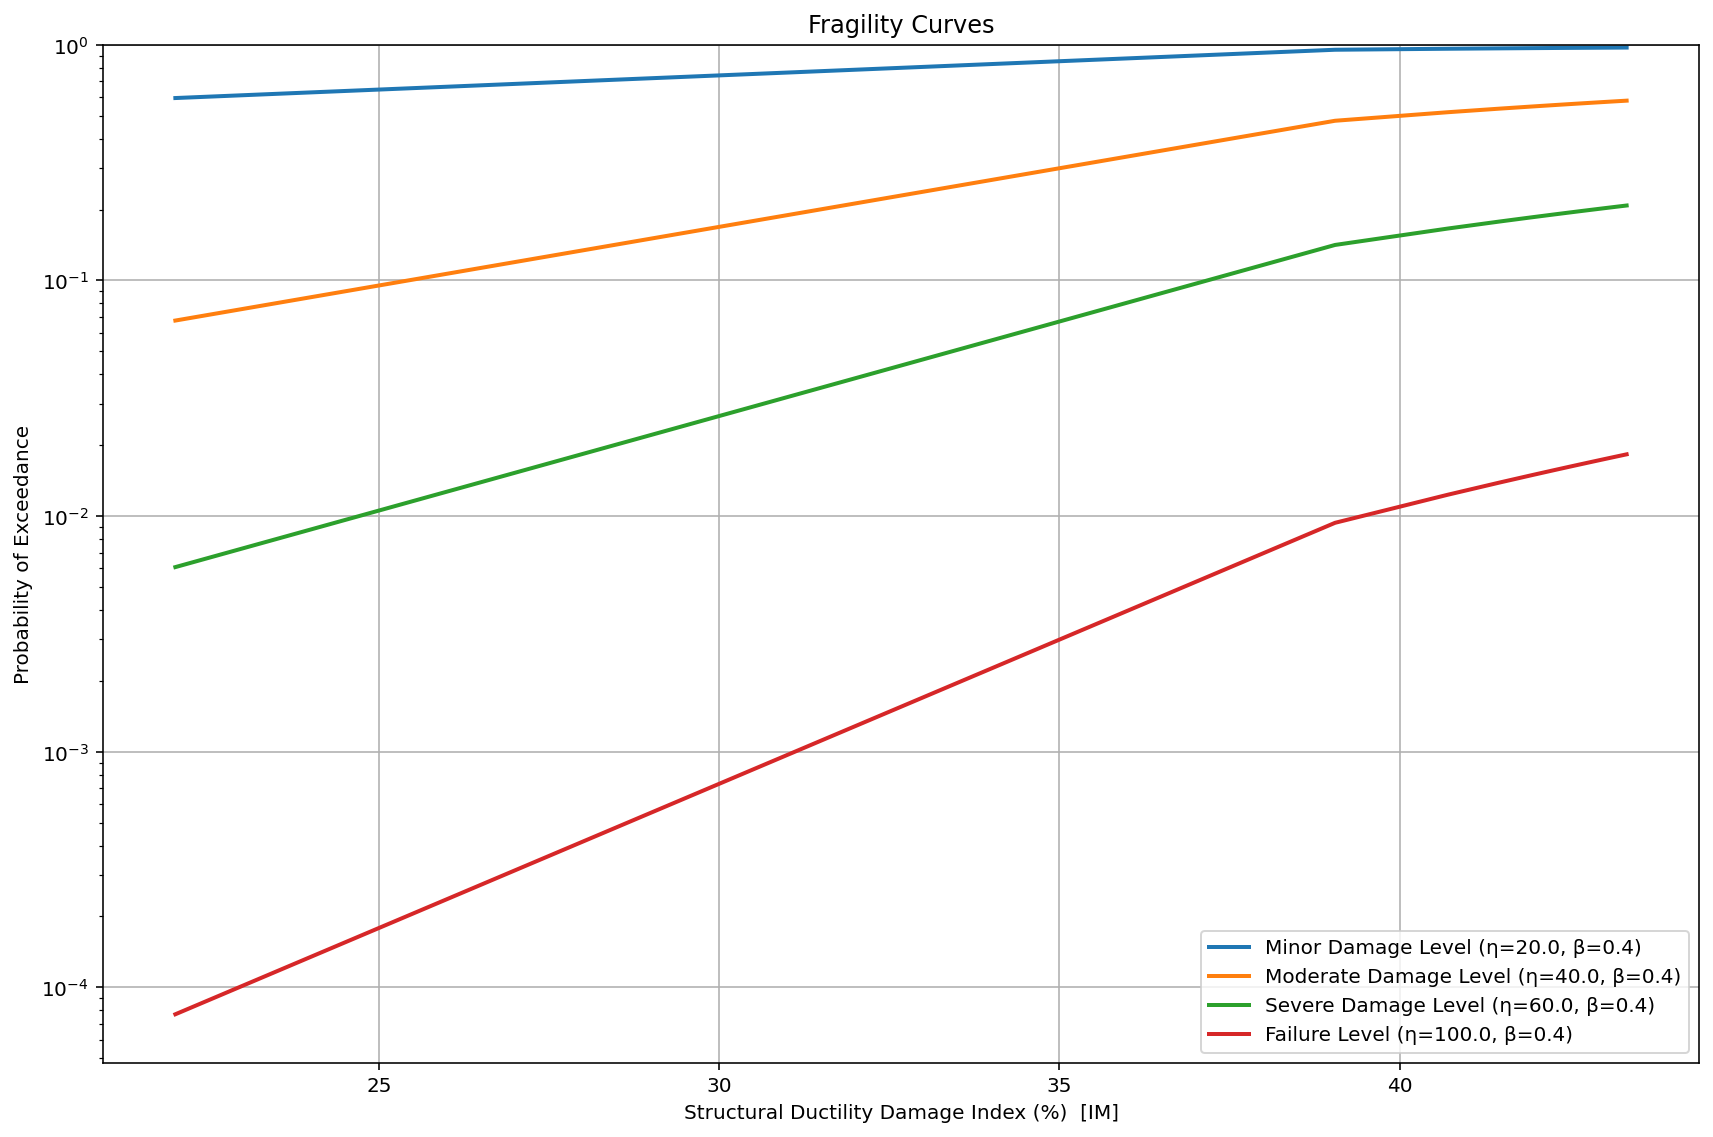 Fragility Curves
10⁰
10⁻¹
10⁻²
10⁻³
10⁻⁴
Probability of Exceedance
25 30 35 40
Structural Ductility Damage Index (%)  [IM]
Minor Damage Level (η=20.0, β=0.4)
Moderate Damage Level (η=40.0, β=0.4)
Severe Damage Level (η=60.0, β=0.4)
Failure Level (η=100.0, β=0.4)